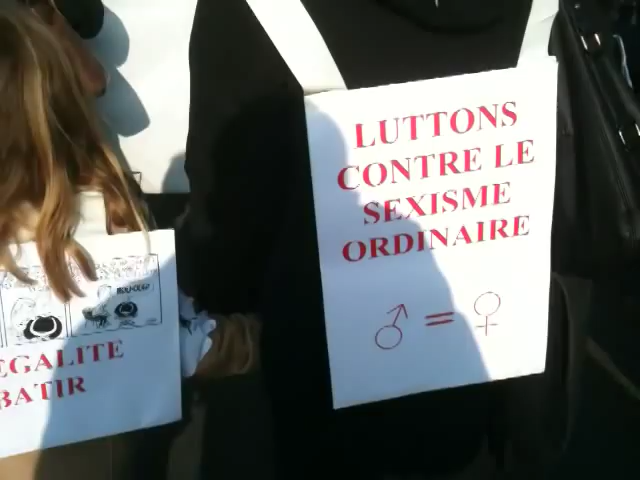 LUTTONS
CONTRE LE
SEXISME
ORDINAIRE
♂ = ♀
EGALITE
BATIR